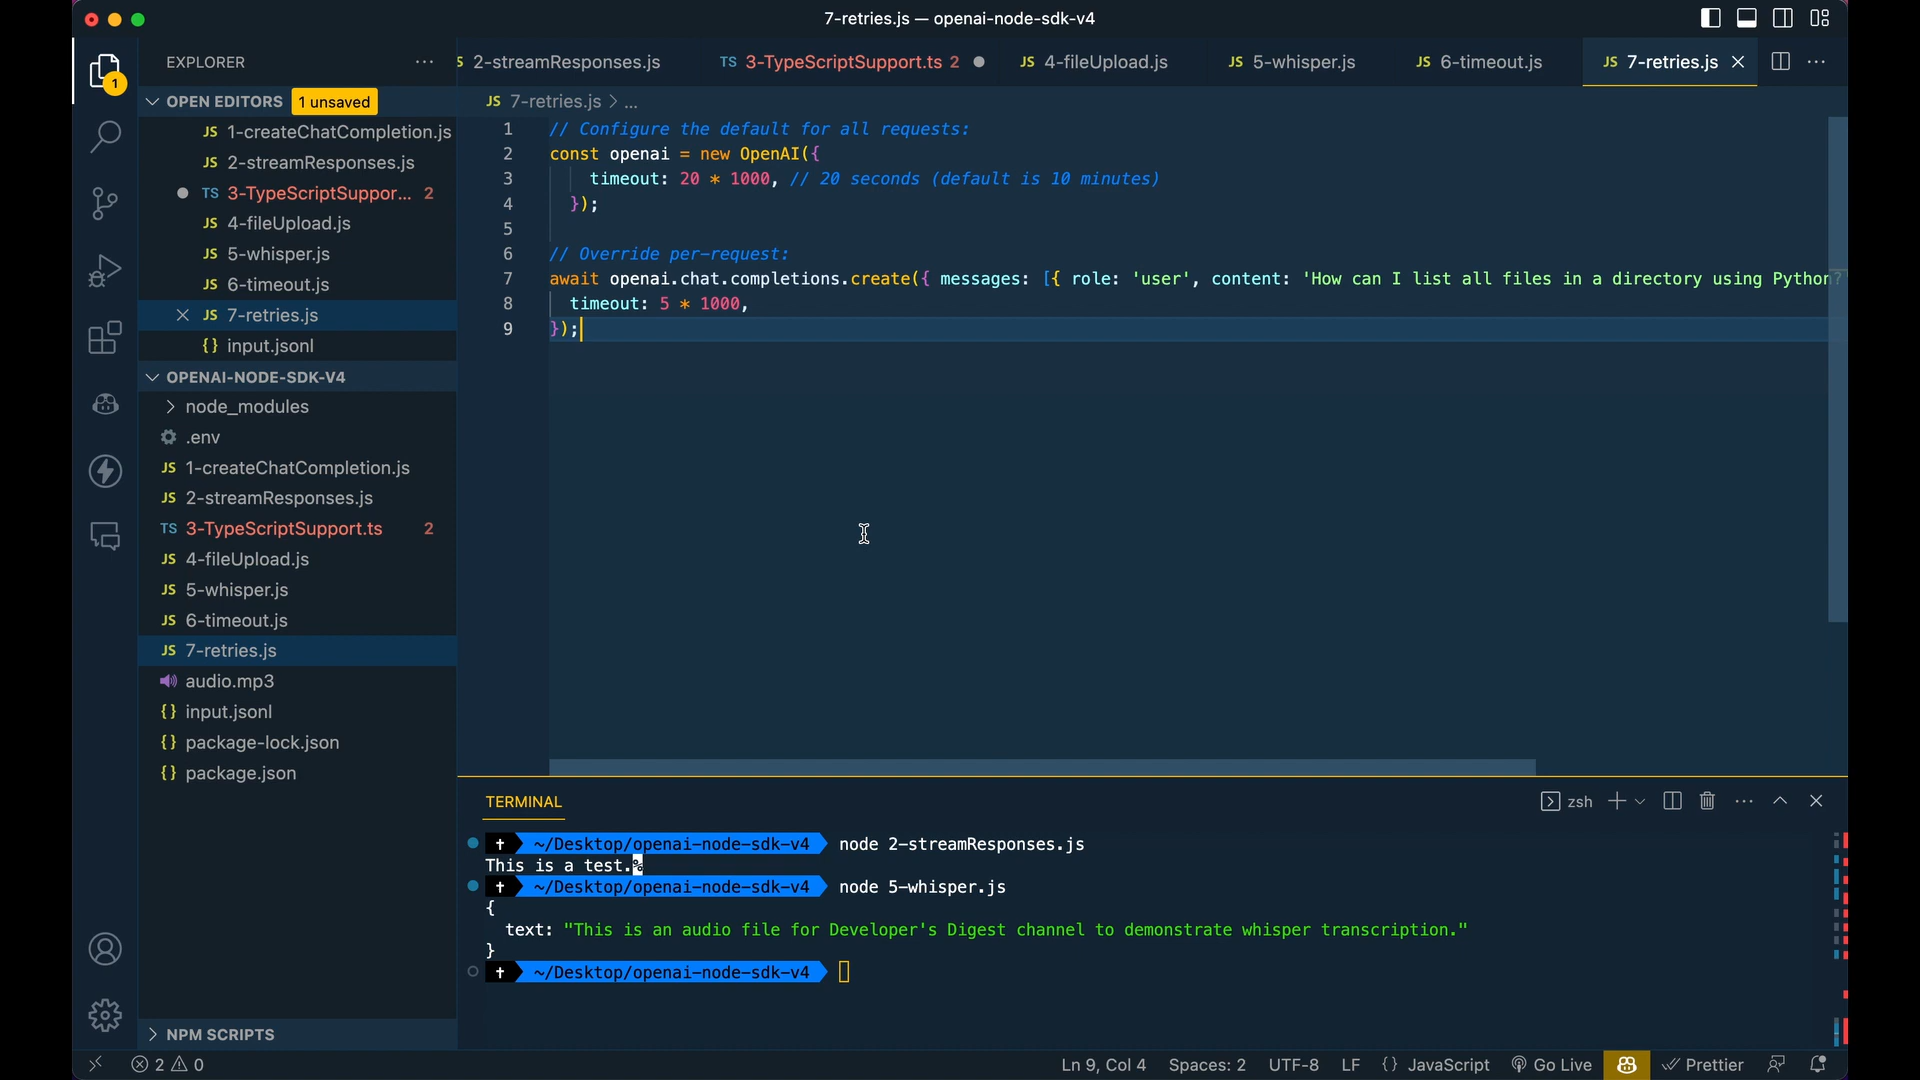 7-retries.js — openai-node-sdk-v4
EXPLORER
2-streamResponses.js
TS 3-TypeScriptSupport.ts 2
JS 4-fileUpload.js
JS 5-whisper.js
JS 6-timeout.js
JS 7-retries.js
1
OPEN EDITORS
1 unsaved
JS 1-createChatCompletion.js
JS 2-streamResponses.js
TS 3-TypeScriptSuppor... 2
JS 4-fileUpload.js
JS 5-whisper.js
JS 6-timeout.js
JS 7-retries.js
{} input.jsonl
OPENAI-NODE-SDK-V4
node_modules
.env
JS 1-createChatCompletion.js
JS 2-streamResponses.js
TS 3-TypeScriptSupport.ts 2
JS 4-fileUpload.js
JS 5-whisper.js
JS 6-timeout.js
JS 7-retries.js
audio.mp3
{} input.jsonl
{} package-lock.json
{} package.json
NPM SCRIPTS
JS 7-retries.js > ...
1 // Configure the default for all requests:
2 const openai = new OpenAI({
3 timeout: 20 * 1000, // 20 seconds (default is 10 minutes)
4 });
5
6 // Override per-request:
7 await openai.chat.completions.create({ messages: [{ role: 'user', content: 'How can I list all files in a directory using Python?
8 timeout: 5 * 1000,
9 });
TERMINAL
zsh
~/Desktop/openai-node-sdk-v4 node 2-streamResponses.js
This is a test.%
~/Desktop/openai-node-sdk-v4 node 5-whisper.js
{
text: "This is an audio file for Developer's Digest channel to demonstrate whisper transcription."
}
~/Desktop/openai-node-sdk-v4
2 0
Ln 9, Col 4
Spaces: 2
UTF-8
LF
{} JavaScript
Go Live
Prettier